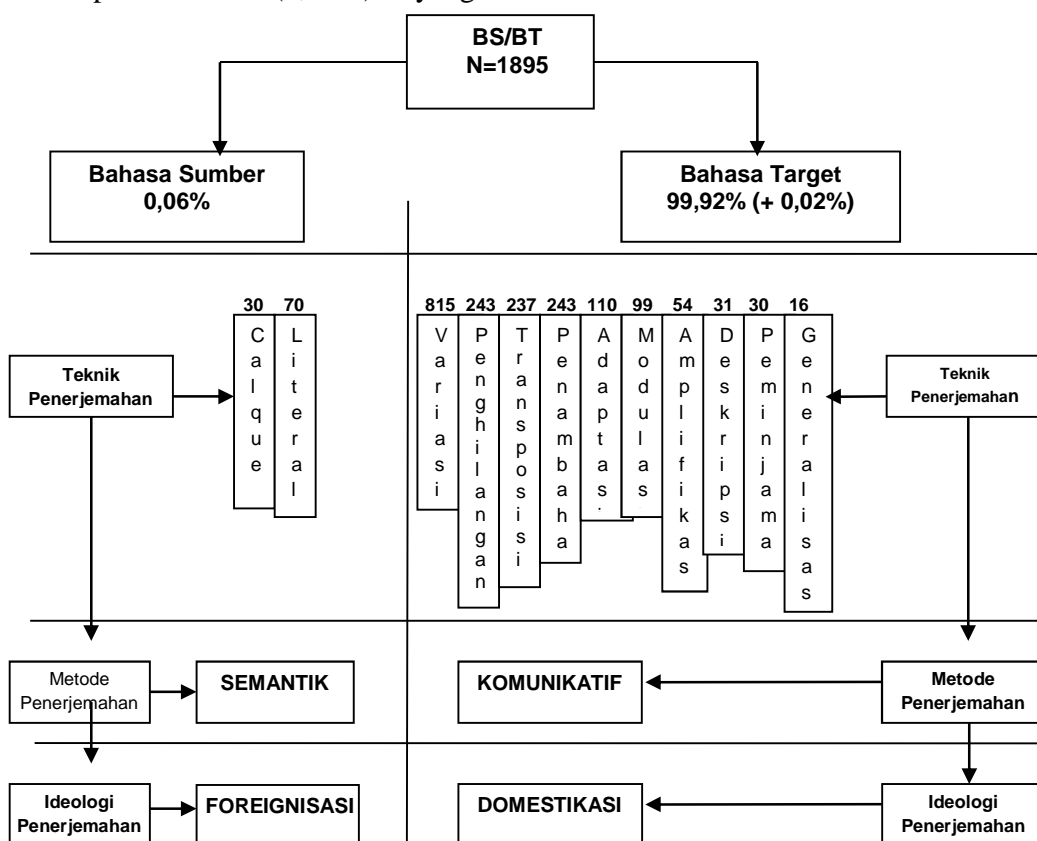 BS/BT
N=1895
Bahasa Sumber
0,06%
Bahasa Target
99,92% (+ 0,02%)
30 70
815 243 237 243 110 99 54 31 30 16
Calque
Literal
Variasi
Penghilangan
Transposisi
Penambaha
Adaptas
Modulas
Amplifikas
Deskripsi
Peminjama
Generalisas
Teknik
Penerjemahan
Teknik
Penerjemahan
Metode
Penerjemahan
SEMANTIK
KOMUNIKATIF
Metode
Penerjemahan
Ideologi
Penerjemahan
FOREIGNISASI
DOMESTIKASI
Ideologi
Penerjemahan